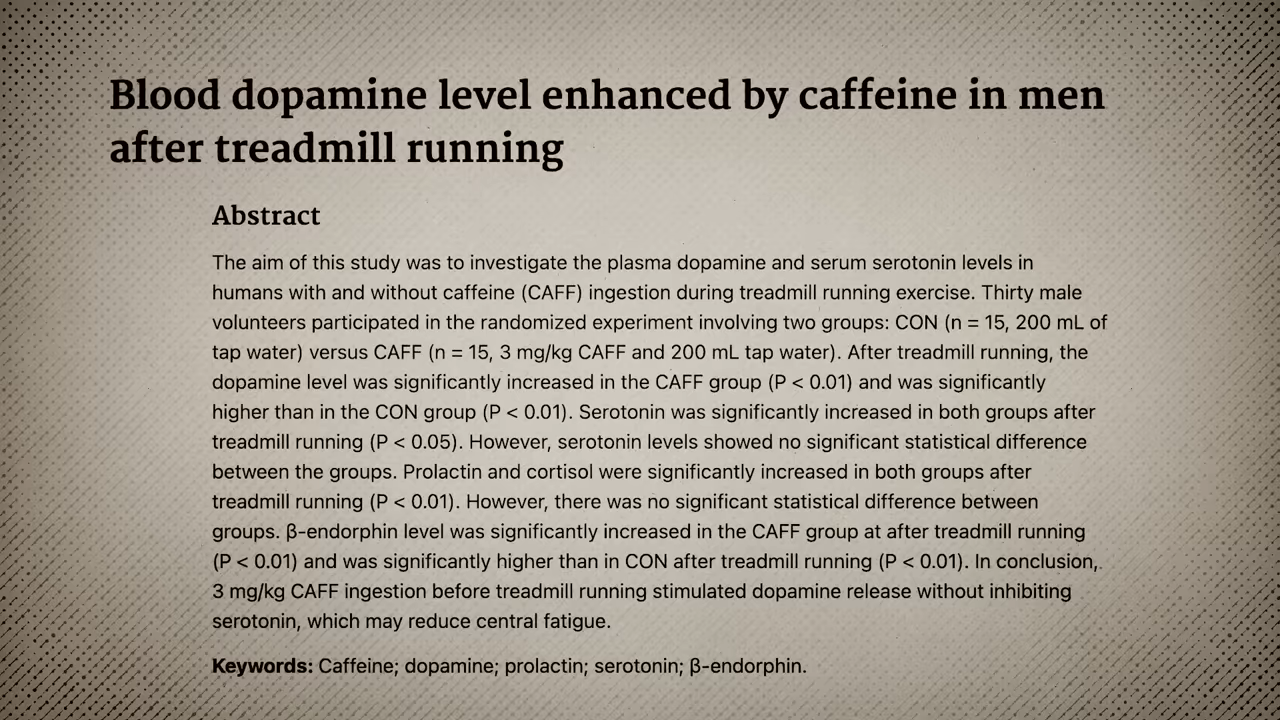 Blood dopamine level enhanced by caffeine in men
after treadmill running
Abstract
The aim of this study was to investigate the plasma dopamine and serum serotonin levels in
humans with and without caffeine (CAFF) ingestion during treadmill running exercise. Thirty male
volunteers participated in the randomized experiment involving two groups: CON (n = 15, 200 mL of
tap water) versus CAFF (n = 15, 3 mg/kg CAFF and 200 mL tap water). After treadmill running, the
dopamine level was significantly increased in the CAFF group (P < 0.01) and was significantly
higher than in the CON group (P < 0.01). Serotonin was significantly increased in both groups after
treadmill running (P < 0.05). However, serotonin levels showed no significant statistical difference
between the groups. Prolactin and cortisol were significantly increased in both groups after
treadmill running (P < 0.01). However, there was no significant statistical difference between
groups. β-endorphin level was significantly increased in the CAFF group at after treadmill running
(P < 0.01) and was significantly higher than in CON after treadmill running (P < 0.01). In conclusion,
3 mg/kg CAFF ingestion before treadmill running stimulated dopamine release without inhibiting
serotonin, which may reduce central fatigue.
Keywords: Caffeine; dopamine; prolactin; serotonin; β-endorphin.